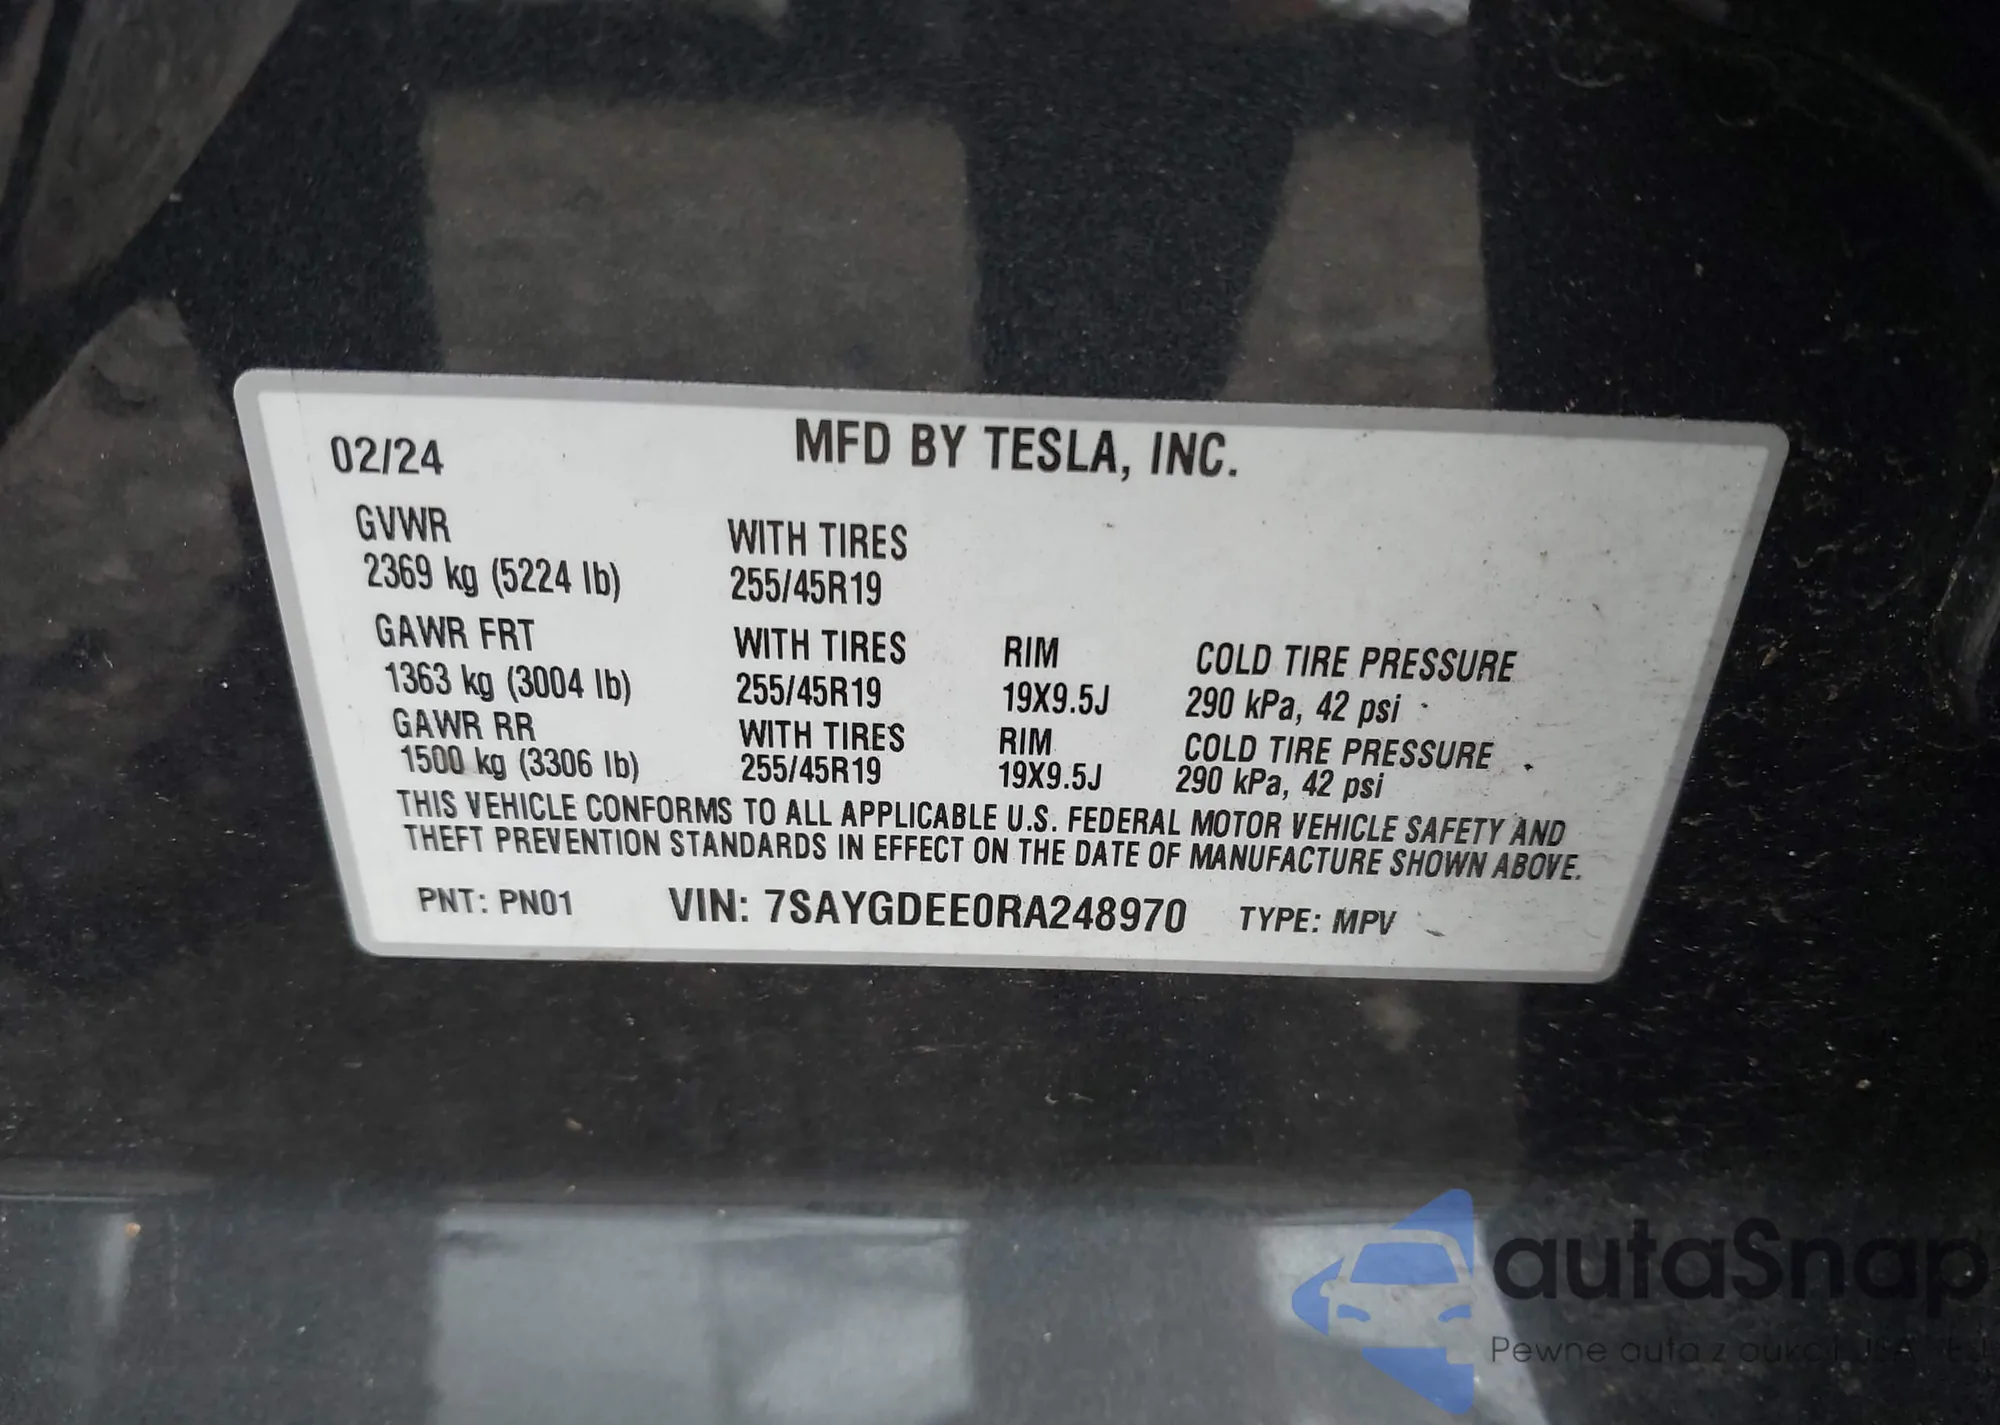 02/24 MFD BY TESLA, INC.
GVWR WITH TIRES
2369 kg (5224 lb) 255/45R19
GAWR FRT WITH TIRES RIM COLD TIRE PRESSURE
1363 kg (3004 lb) 255/45R19 19X9.5J 290 kPa, 42 psi
GAWR RR WITH TIRES RIM COLD TIRE PRESSURE
1500 kg (3306 lb) 255/45R19 19X9.5J 290 kPa, 42 psi
THIS VEHICLE CONFORMS TO ALL APPLICABLE U.S. FEDERAL MOTOR VEHICLE SAFETY AND
THEFT PREVENTION STANDARDS IN EFFECT ON THE DATE OF MANUFACTURE SHOWN ABOVE.
PNT: PN01 VIN: 7SAYGDEE0RA248970 TYPE: MPV
autaSnap
Pewne auta z aukcji USA